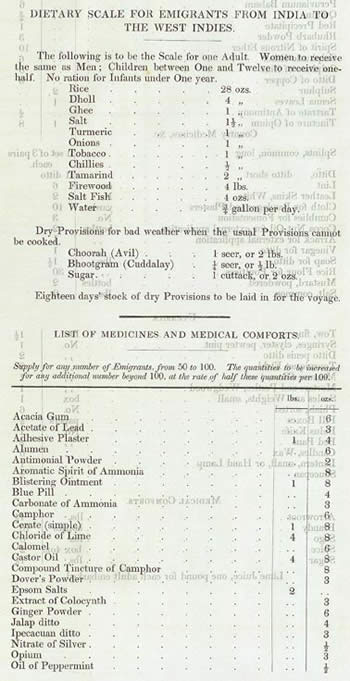 DIETARY SCALE FOR EMIGRANTS FROM INDIA TO
THE WEST INDIES.
The following is to be the Scale for one Adult. Women to receive
the same as Men; Children between One and Twelve to receive one-
half. No ration for Infants under One year.
Rice . . . 28 ozs.
Dholl . . . 4 „
Ghee . . . 1 „
Salt . . . 1½ „
Turmeric . . . 1 „
Onions . . . 1 „
Tobacco . . . 1 „
Chillies . . . ½ „
Tamarind . . . 2 „
Firewood . . . 4 lbs.
Salt Fish . . . 4 ozs.
Water . . . gallon per day.
Dry Provisions for bad weather when the usual Provisions cannot
be cooked.
Choorah (Avil) . . . 1 seer, or 2 lbs.
Bhootgram (Cuddalay) . ¼ seer, or ½ lb.
Sugar . . . 1 cuttack, or 2 ozs.
Eighteen days' stock of dry Provisions to be laid in for the voyage.
LIST OF MEDICINES AND MEDICAL COMFORTS.
Supply for any number of Emigrants, from 50 to 100. The quantities to be increased
for any additional number beyond 100, at the rate of half these quantities per 100.
lbs. ozs.
Acacia Gum . . . 6
Acetate of Lead . . . 3
Adhesive Plaster . . . 1 4
Alumen . . . 6
Antimonial Powder . . . 2
Aromatic Spirit of Ammonia . . . 8
Blistering Ointment . . . 1 8
Blue Pill . . . 4
Carbonate of Ammonia . . . 3
Camphor . . . 6
Cerate (simple) . . . 1 8
Chloride of Lime . . . 4 8
Calomel . . . 6
Castor Oil . . . 4 8
Compound Tincture of Camphor . . . 8
Dover's Powder . . . 3
Epsom Salts . . . 2 ..
Extract of Colocynth . . . 3
Ginger Powder . . . 6
Jalap ditto . . . 4
Ipecacuan ditto . . . 3
Nitrate of Silver . . . ½
Opium . . . 3
Oil of Peppermint . . . ½